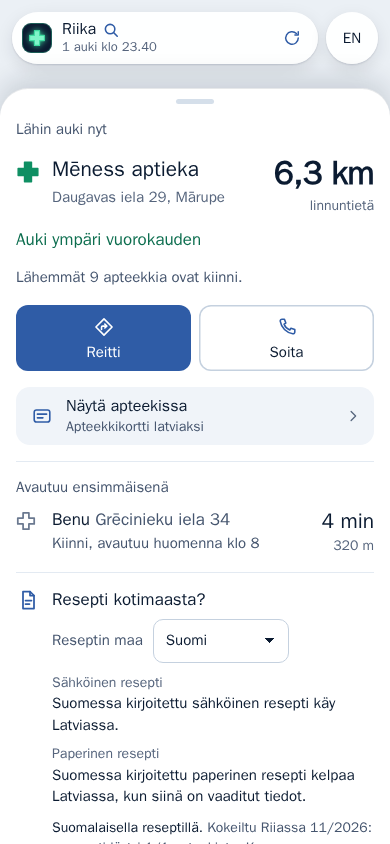 Riika
1 auki klo 23.40
EN
Lähin auki nyt
Mēness aptieka
6,3 km
Daugavas iela 29, Mārupe
linnuntietä
Auki ympäri vuorokauden
Lähemmät 9 apteekkia ovat kiinni.
Reitti
Soita
Näytä apteekissa
Apteekkikortti latviaksi
Avautuu ensimmäisenä
Benu Grēcinieku iela 34
4 min
Kiinni, avautuu huomenna klo 8
320 m
Resepti kotimaasta?
Reseptin maa
Suomi
Sähköinen resepti
Suomessa kirjoitettu sähköinen resepti käy
Latviassa.
Paperinen resepti
Suomessa kirjoitettu paperinen resepti kelpaa
Latviassa, kun siinä on vaaditut tiedot.
Suomalaisella reseptillä. Kokeiltu Riiassa 11/2026: